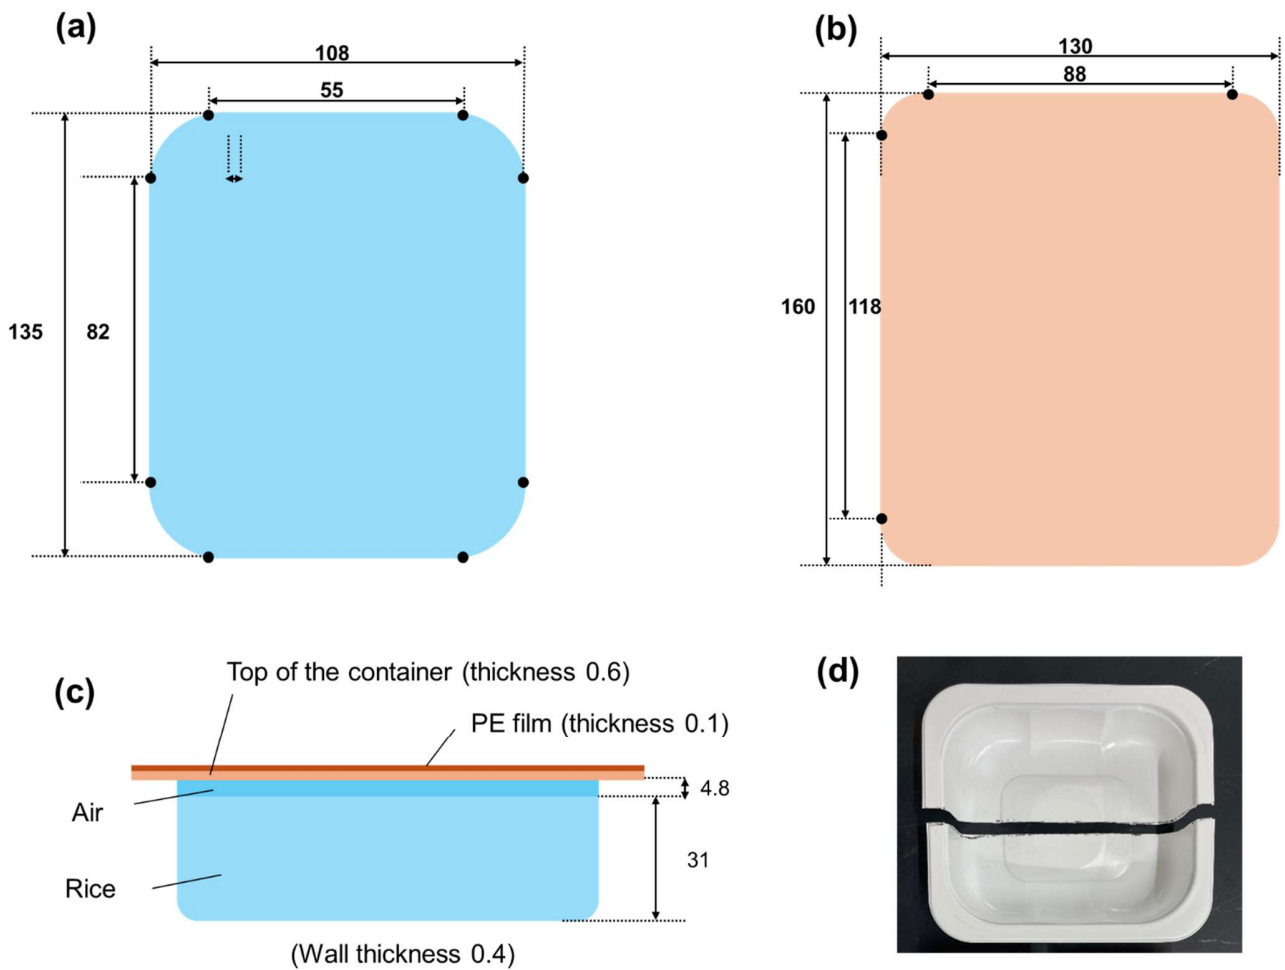 (a)
108
55
135
82
(b)
130
88
160
118
(c)
Top of the container (thickness 0.6)
PE film (thickness 0.1)
4.8
Air
31
Rice
(Wall thickness 0.4)
(d)